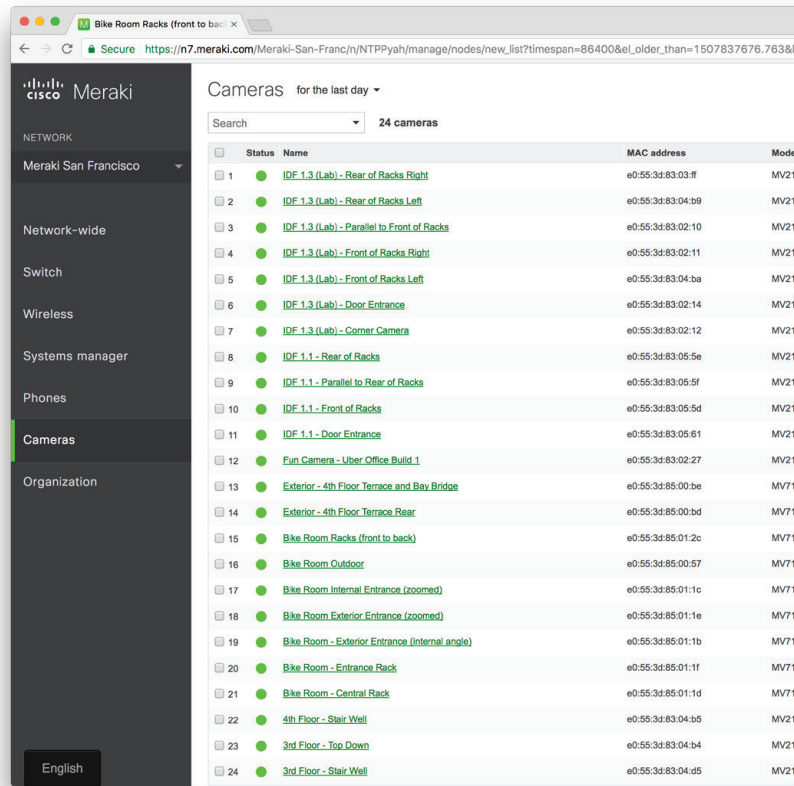 Bike Room Racks (front to bac
Secure https://n7.meraki.com/Meraki-San-Franc/n/NTPPyah/manage/nodes/new_list?timespan=86400&el_older_than=1507837676.763&
cisco Meraki
NETWORK
Meraki San Francisco
Network-wide
Switch
Wireless
Systems manager
Phones
Cameras
Organization
English
Cameras for the last day
Search 24 cameras
Status Name MAC address Mode
1 IDF 1.3 (Lab) - Rear of Racks Right e0:55:3d:83:03:ff MV21
2 IDF 1.3 (Lab) - Rear of Racks Left e0:55:3d:83:04:b9 MV21
3 IDF 1.3 (Lab) - Parallel to Front of Racks e0:55:3d:83:02:10 MV21
4 IDF 1.3 (Lab) - Front of Racks Right e0:55:3d:83:02:11 MV21
5 IDF 1.3 (Lab) - Front of Racks Left e0:55:3d:83:04:ba MV21
6 IDF 1.3 (Lab) - Door Entrance e0:55:3d:83:02:14 MV21
7 IDF 1.3 (Lab) - Corner Camera e0:55:3d:83:02:12 MV21
8 IDF 1.1 - Rear of Racks e0:55:3d:83:05:5e MV21
9 IDF 1.1 - Parallel to Rear of Racks e0:55:3d:83:05:5f MV21
10 IDF 1.1 - Front of Racks e0:55:3d:83:05:5d MV21
11 IDF 1.1 - Door Entrance e0:55:3d:83:05:61 MV21
12 Fun Camera - Uber Office Build 1 e0:55:3d:83:02:27 MV21
13 Exterior - 4th Floor Terrace and Bay Bridge e0:55:3d:85:00:be MV71
14 Exterior - 4th Floor Terrace Rear e0:55:3d:85:00:bd MV71
15 Bike Room Racks (front to back) e0:55:3d:85:01:2c MV71
16 Bike Room Outdoor e0:55:3d:85:00:57 MV71
17 Bike Room Internal Entrance (zoomed) e0:55:3d:85:01:1c MV71
18 Bike Room Exterior Entrance (zoomed) e0:55:3d:85:01:1e MV71
19 Bike Room - Exterior Entrance (internal angle) e0:55:3d:85:01:1b MV71
20 Bike Room - Entrance Rack e0:55:3d:85:01:1f MV71
21 Bike Room - Central Rack e0:55:3d:85:01:1d MV71
22 4th Floor - Stair Well e0:55:3d:83:04:b5 MV21
23 3rd Floor - Top Down e0:55:3d:83:04:b4 MV21
24 3rd Floor - Stair Well e0:55:3d:83:04:d5 MV21